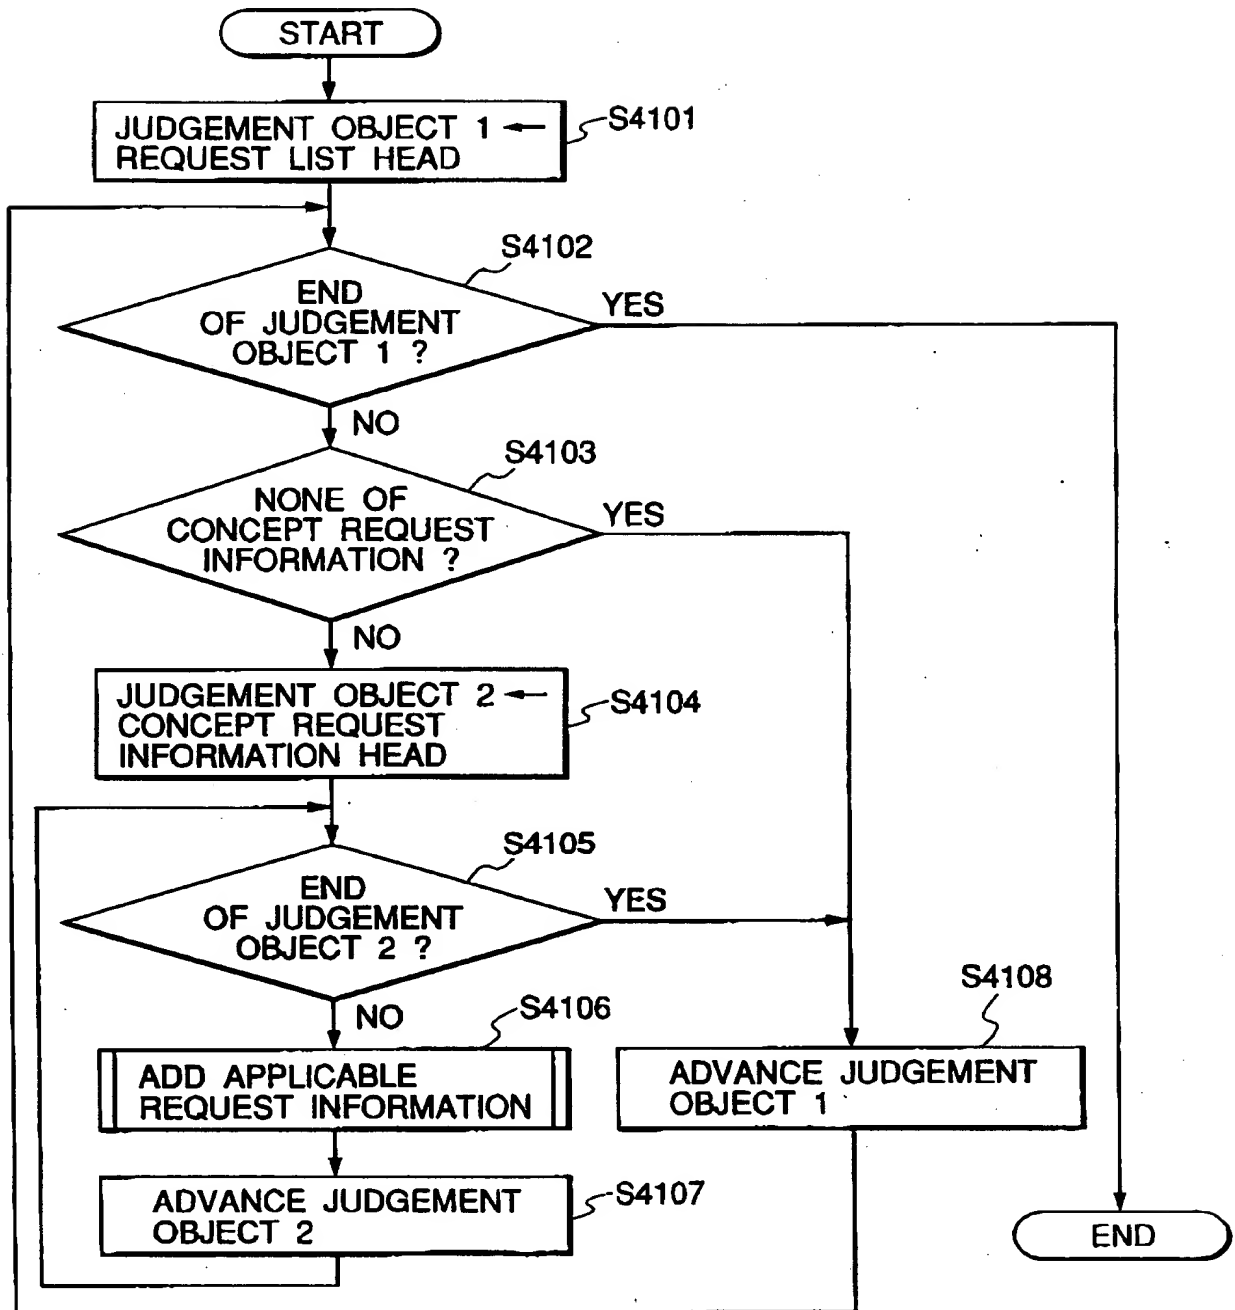 START
JUDGEMENT OBJECT 1 ←
REQUEST LIST HEAD
S4101
S4102
END
OF JUDGEMENT
OBJECT 1 ?
YES
NO
S4103
NONE OF
CONCEPT REQUEST
INFORMATION ?
YES
NO
JUDGEMENT OBJECT 2 ←
CONCEPT REQUEST
INFORMATION HEAD
S4104
S4105
END
OF JUDGEMENT
OBJECT 2 ?
YES
NO
S4106
ADD APPLICABLE
REQUEST INFORMATION
S4108
ADVANCE JUDGEMENT
OBJECT 1
ADVANCE JUDGEMENT
OBJECT 2
S4107
END